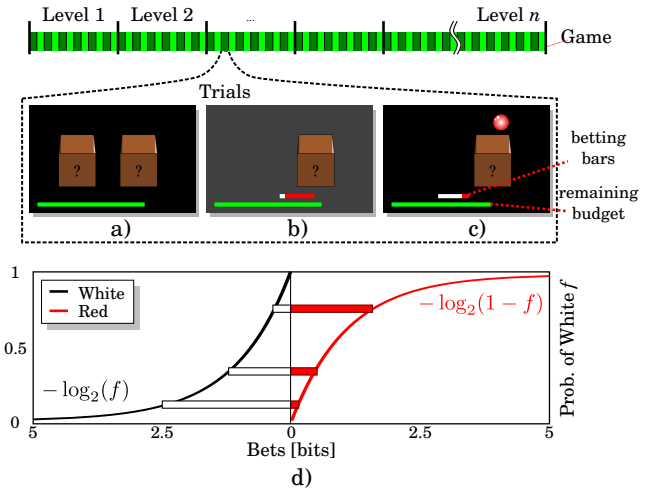 Level 1 Level 2 ... Level n
Game
Trials
? ? ? ?
betting
bars
remaining
budget
a) b) c)
1
White
Red
−log₂(1 − f)
0.5
−log₂(f)
0
Prob. of White f
5 2.5 0 2.5 5
Bets [bits]
d)